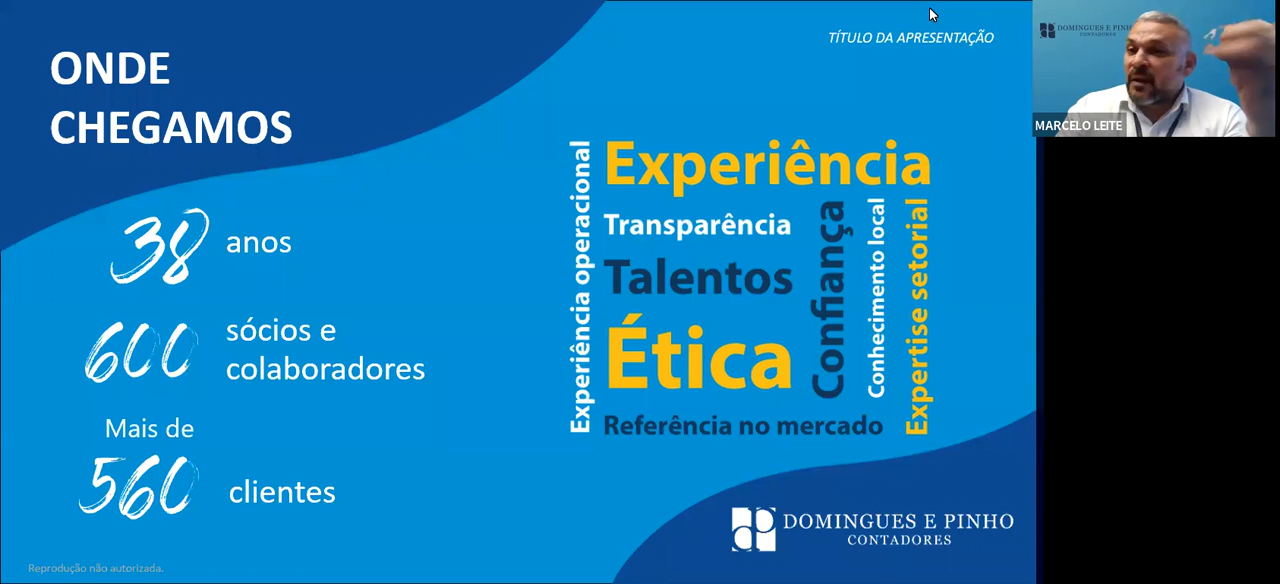 TÍTULO DA APRESENTAÇÃO
ONDE
CHEGAMOS
38 anos
600 sócios e
colaboradores
Mais de
560 clientes
Experiência operacional
Experiência
Transparência
Talentos
Ética
Confiança
Conhecimento local
Expertise setorial
Referência no mercado
DOMINGUES E PINHO
CONTADORES
Reprodução não autorizada.
DOMINGUES E PINHO
CONTADORES
MARCELO LEITE